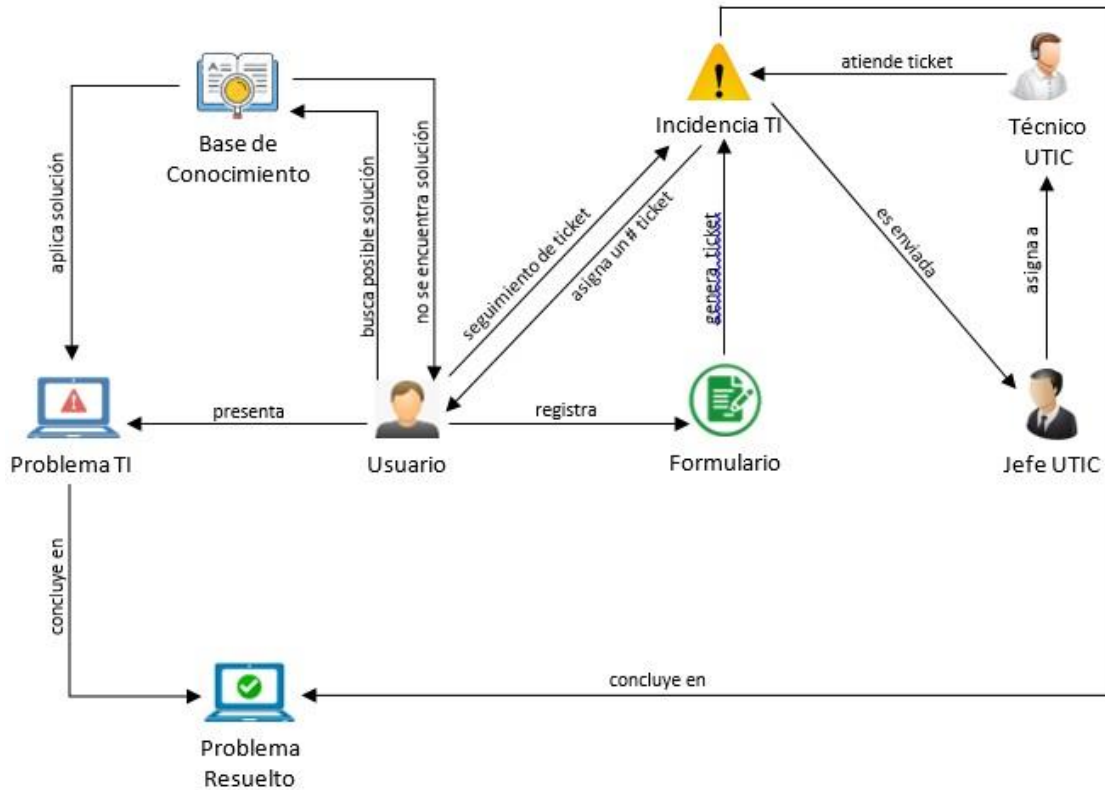 atiende ticket
Incidencia TI
Técnico
UTIC
Base de
Conocimiento
aplica solución
busca posible solución
no se encuentra solución
seguimiento de ticket
asigna un # ticket
genera ticket
es enviada
asigna a
presenta
registra
Problema TI
Usuario
Formulario
Jefe UTIC
concluye en
concluye en
Problema
Resuelto